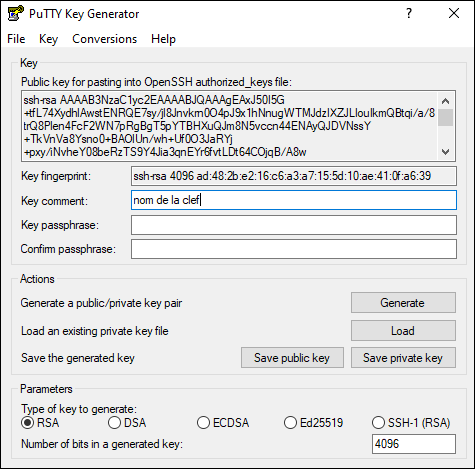 PuTTY Key Generator
?
File Key Conversions Help
Key
Public key for pasting into OpenSSH authorized_keys file:
ssh-rsa AAAAB3NzaC1yc2EAAAABJQAAAgEAxJ50I5G
+tfL74XydhlAwstENRQE7sy/jl8Jnvkm0O4pJ9x1hNnugWTMJdzIXZJLIouIkmQBtqi/a/8
trQ8Plen4FcF2WN7pRgBgT5pYTBHXuQJm8N5vccn44ENAyQJDVNssY
+TkVnVa8Ysno0+BAOlUn/wh+Uf0O3JaRYj
+pxy/iNvheY08beRzTS9Y4Jia3qnEYr6fvtLDt64COjqB/A8w
Key fingerprint: ssh-rsa 4096 ad:48:2b:e2:16:c6:a3:a7:15:5d:10:ae:41:0f:a6:39
Key comment: nom de la clef
Key passphrase:
Confirm passphrase:
Actions
Generate a public/private key pair Generate
Load an existing private key file Load
Save the generated key Save public key Save private key
Parameters
Type of key to generate:
RSA DSA ECDSA Ed25519 SSH-1 (RSA)
Number of bits in a generated key: 4096